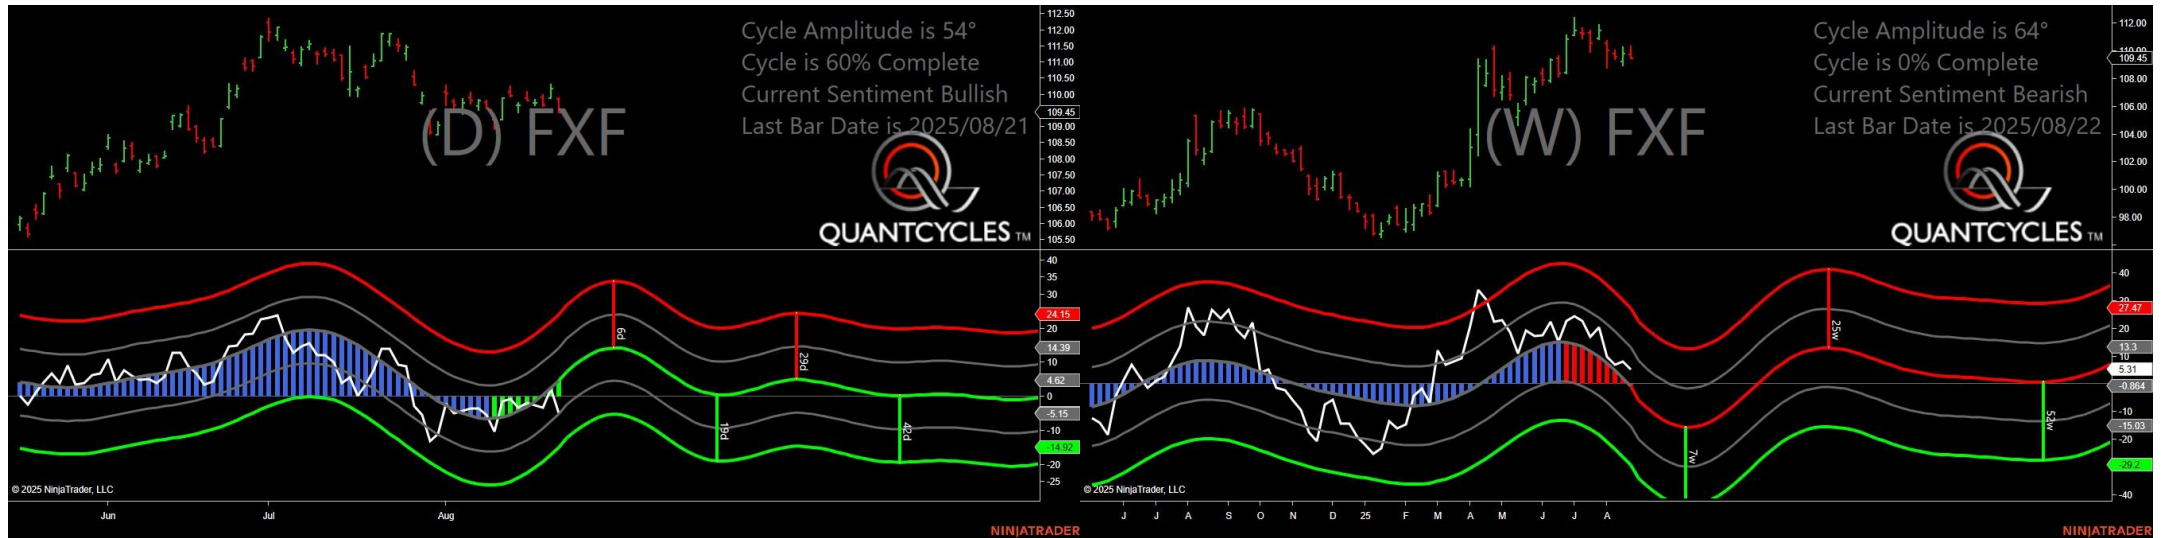 Cycle Amplitude is 54°
Cycle is 60% Complete
Current Sentiment Bullish
Last Bar Date is 2025/08/21
(D) FXF
QUANTCYCLES TM
112.50
112.00
111.50
111.00
110.50
110.00
109.45
109.00
108.50
108.00
107.50
107.00
106.50
106.00
105.50
40
35
30
24.15
20
14.39
10
4.62
0
-5.15
-10
-14.92
-20
-25
6d
19d
29d
42d
© 2025 NinjaTrader, LLC
Jun
Jul
Aug
NINJATRADER
Cycle Amplitude is 64°
Cycle is 0% Complete
Current Sentiment Bearish
Last Bar Date is 2025/08/22
(W) FXF
QUANTCYCLES TM
112.00
110.00
109.45
108.00
106.00
104.00
102.00
100.00
98.00
40
27.47
20
13.3
10
5.31
-0.864
-10
-15.03
-20
-29.2
-40
7w
25w
52w
© 2025 NinjaTrader, LLC
J J A S O N D 25 F M A M J J A
NINJATRADER